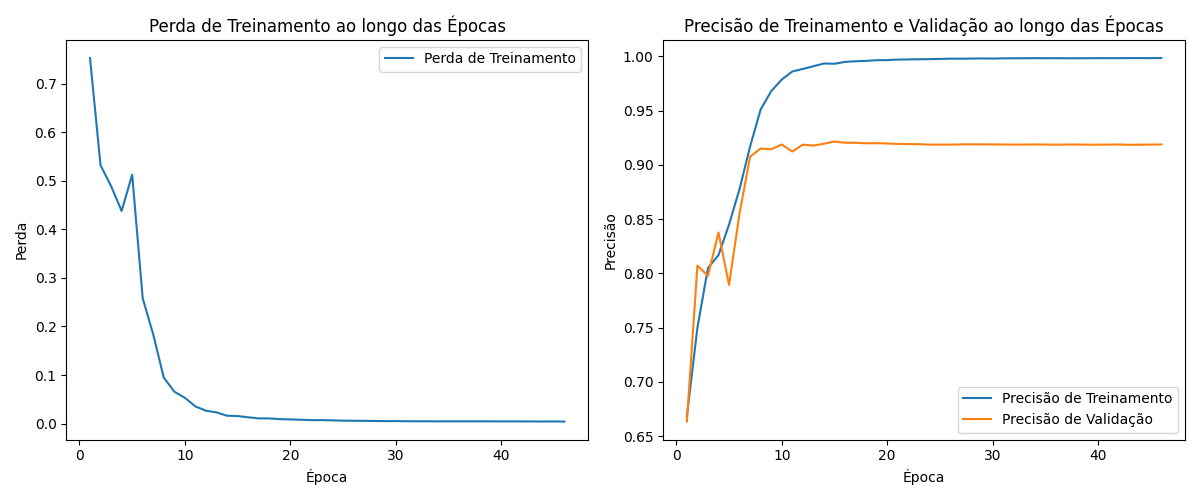 Perda de Treinamento ao longo das Épocas
Perda de Treinamento
0.7
0.6
0.5
0.4
0.3
0.2
0.1
0.0
Perda
0
10
20
30
40
Época
Precisão de Treinamento e Validação ao longo das Épocas
1.00
0.95
0.90
0.85
0.80
0.75
0.70
0.65
Precisão
Precisão de Treinamento
Precisão de Validação
0
10
20
30
40
Época